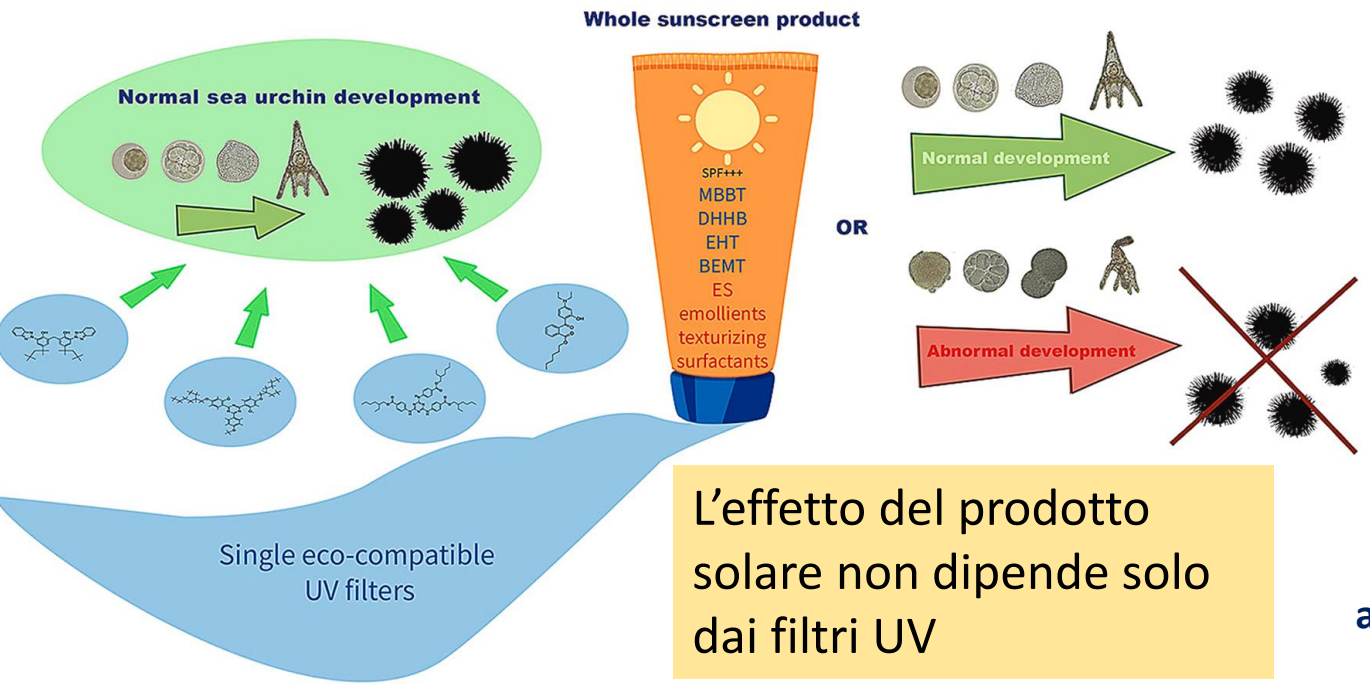 Whole sunscreen product
Normal sea urchin development
SPF+++
MBBT
DHHB
EHT
BEMT
ES
emollients
texturizing
surfactants
OR
Normal development
Abnormal development
Single eco-compatible
UV filters
L’effetto del prodotto
solare non dipende solo
dai filtri UV
a